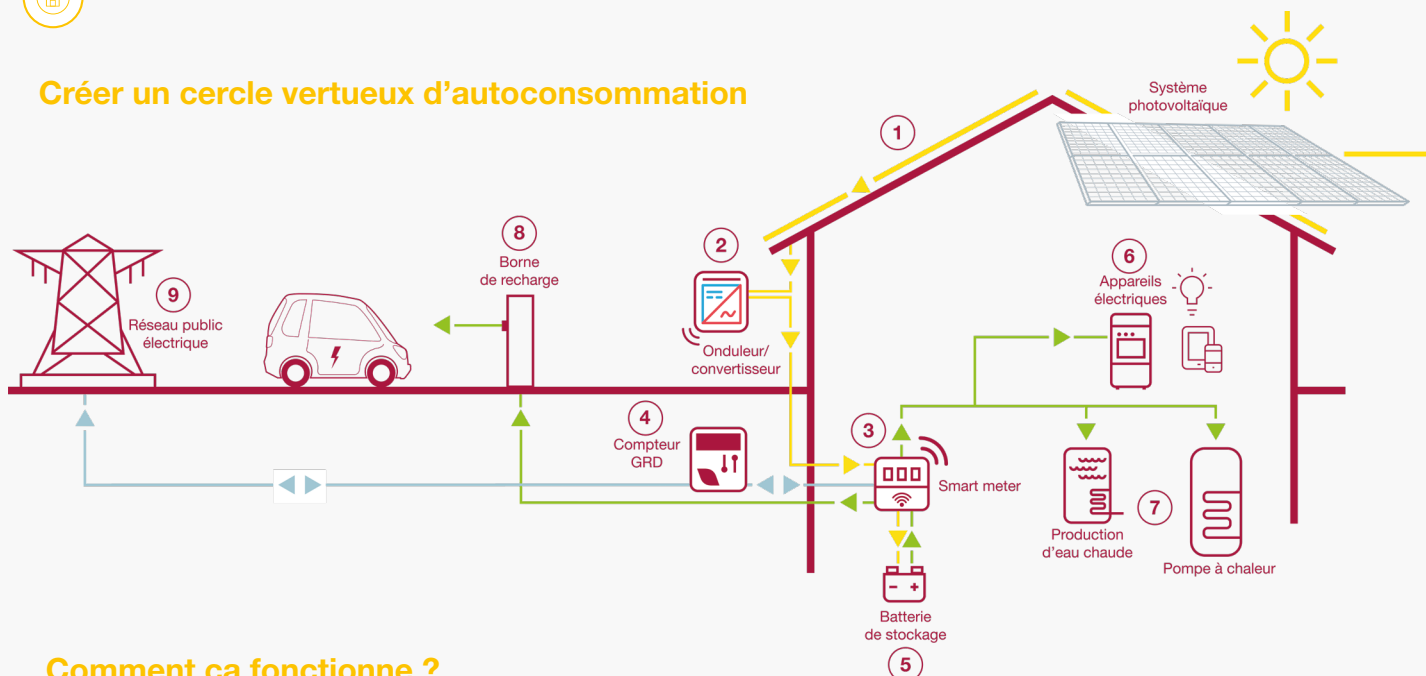 Créer un cercle vertueux d’autoconsommation
Système
photovoltaïque
1
8
Borne
de recharge
2
6
Appareils
électriques
9
Réseau public
électrique
Onduleur/
convertisseur
4
Compteur
GRD
3
Smart meter
7
Production
d’eau chaude
Pompe à chaleur
- +
Batterie
de stockage
5
Comment ça fonctionne ?